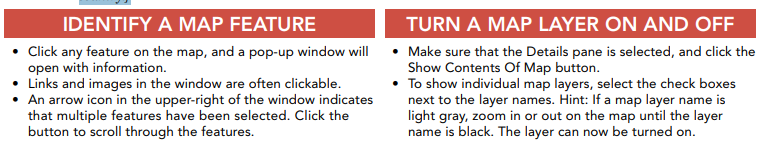 IDENTIFY A MAP FEATURE
• Click any feature on the map, and a pop-up window will
open with information.
• Links and images in the window are often clickable.
• An arrow icon in the upper-right of the window indicates
that multiple features have been selected. Click the
button to scroll through the features.
TURN A MAP LAYER ON AND OFF
• Make sure that the Details pane is selected, and click the
Show Contents Of Map button.
• To show individual map layers, select the check boxes
next to the layer names. Hint: If a map layer name is
light gray, zoom in or out on the map until the layer
name is black. The layer can now be turned on.